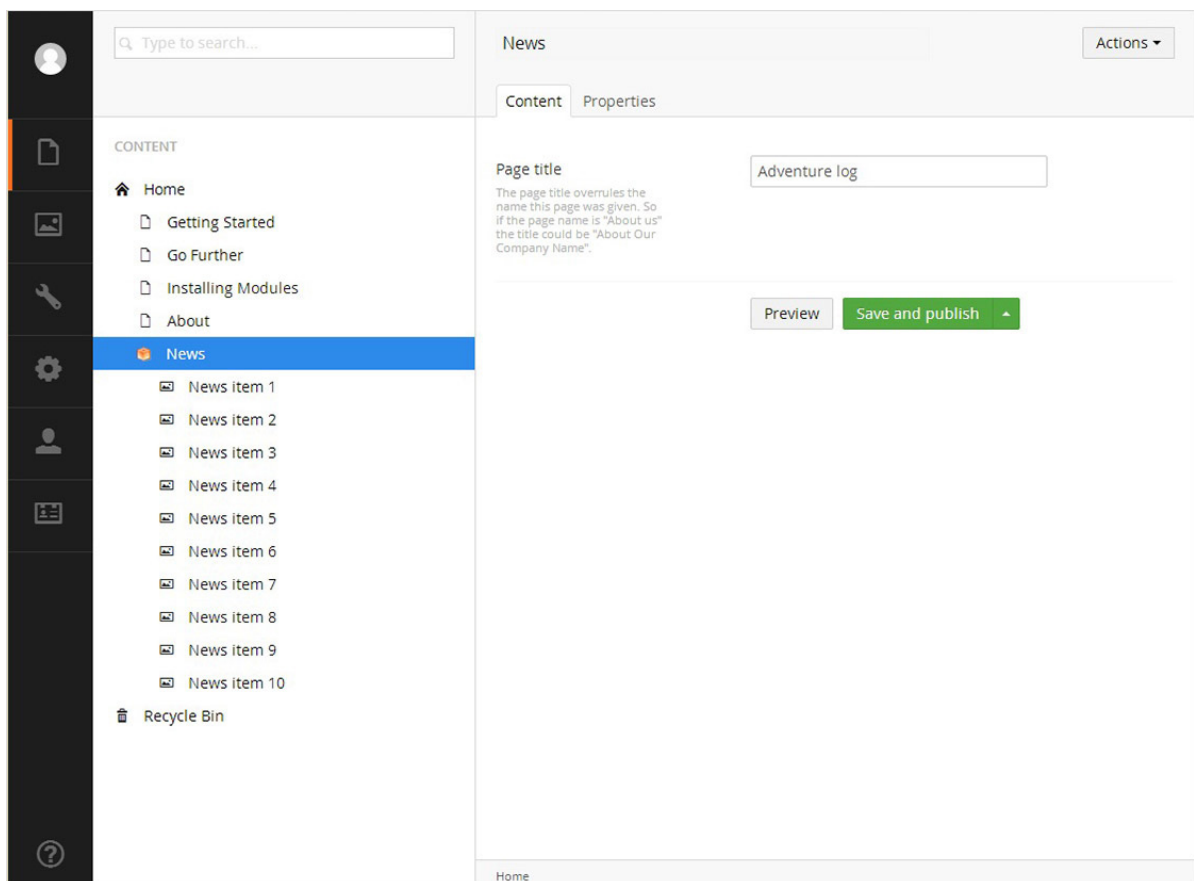 Type to search...
News
Actions
Content
Properties
CONTENT
Home
Getting Started
Go Further
Installing Modules
About
News
News item 1
News item 2
News item 3
News item 4
News item 5
News item 6
News item 7
News item 8
News item 9
News item 10
Recycle Bin
Page title
The page title overrules the
name this page was given. So
if the page name is "About us"
the title could be "About Our
Company Name".
Adventure log
Preview
Save and publish
Home